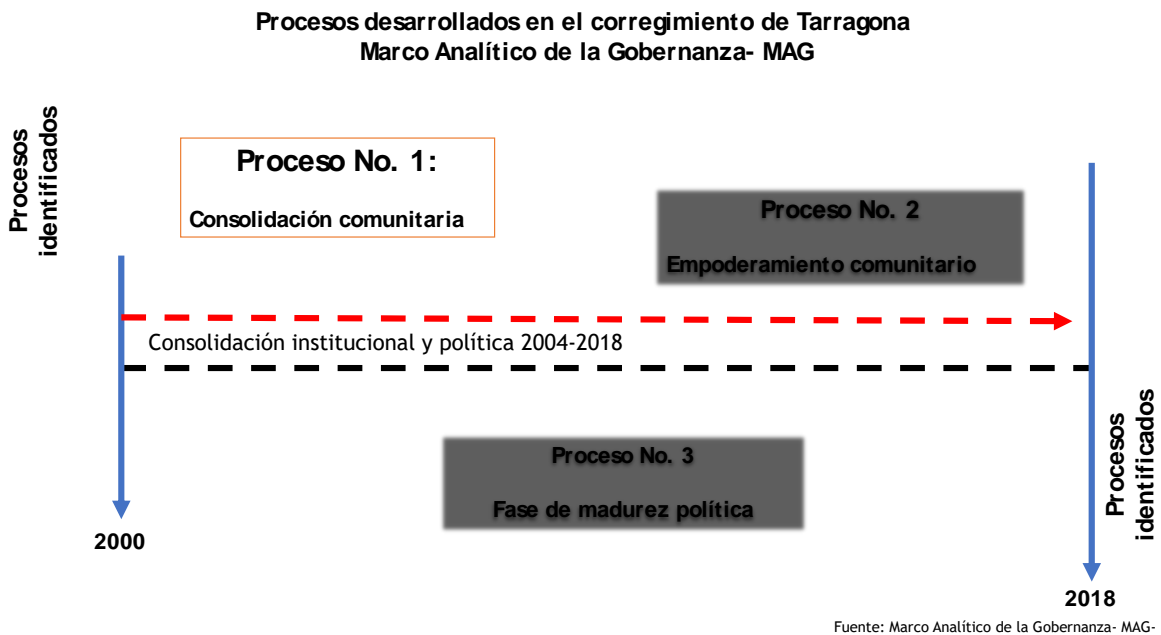 Procesos desarrollados en el corregimiento de Tarragona
Marco Analítico de la Gobernanza- MAG
Procesos
identificados
Proceso No. 1:
Consolidación comunitaria
Proceso No. 2
Empoderamiento comunitario
Consolidación institucional y política 2004-2018
Proceso No. 3
Fase de madurez política
Procesos
identificados
2000
2018
Fuente: Marco Analítico de la Gobernanza- MAG-